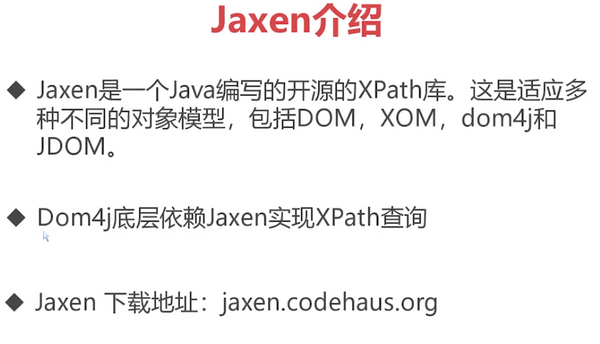 Jaxen介绍
◆ Jaxen是一个Java编写的开源的XPath库。这是适应多
种不同的对象模型，包括DOM，XOM，dom4j和
JDOM。
◆ Dom4j底层依赖Jaxen实现XPath查询
◆ Jaxen 下载地址：jaxen.codehaus.org